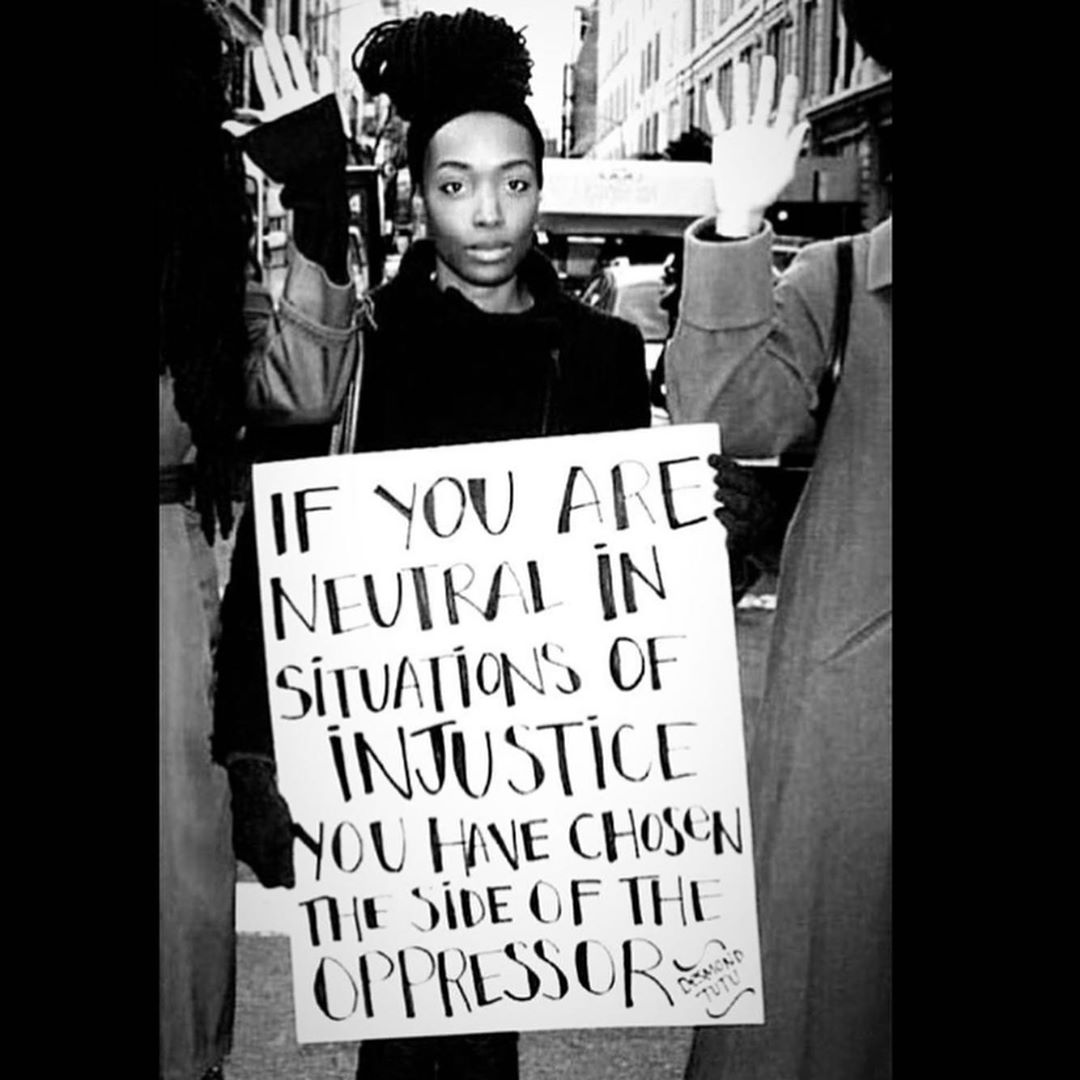 IF YOU ARE
NEUTRAL IN
SITUATIONS OF
INJUSTICE
YOU HAVE CHOSEN
THE SIDE OF THE
OPPRESSOR
DESMOND
TUTU